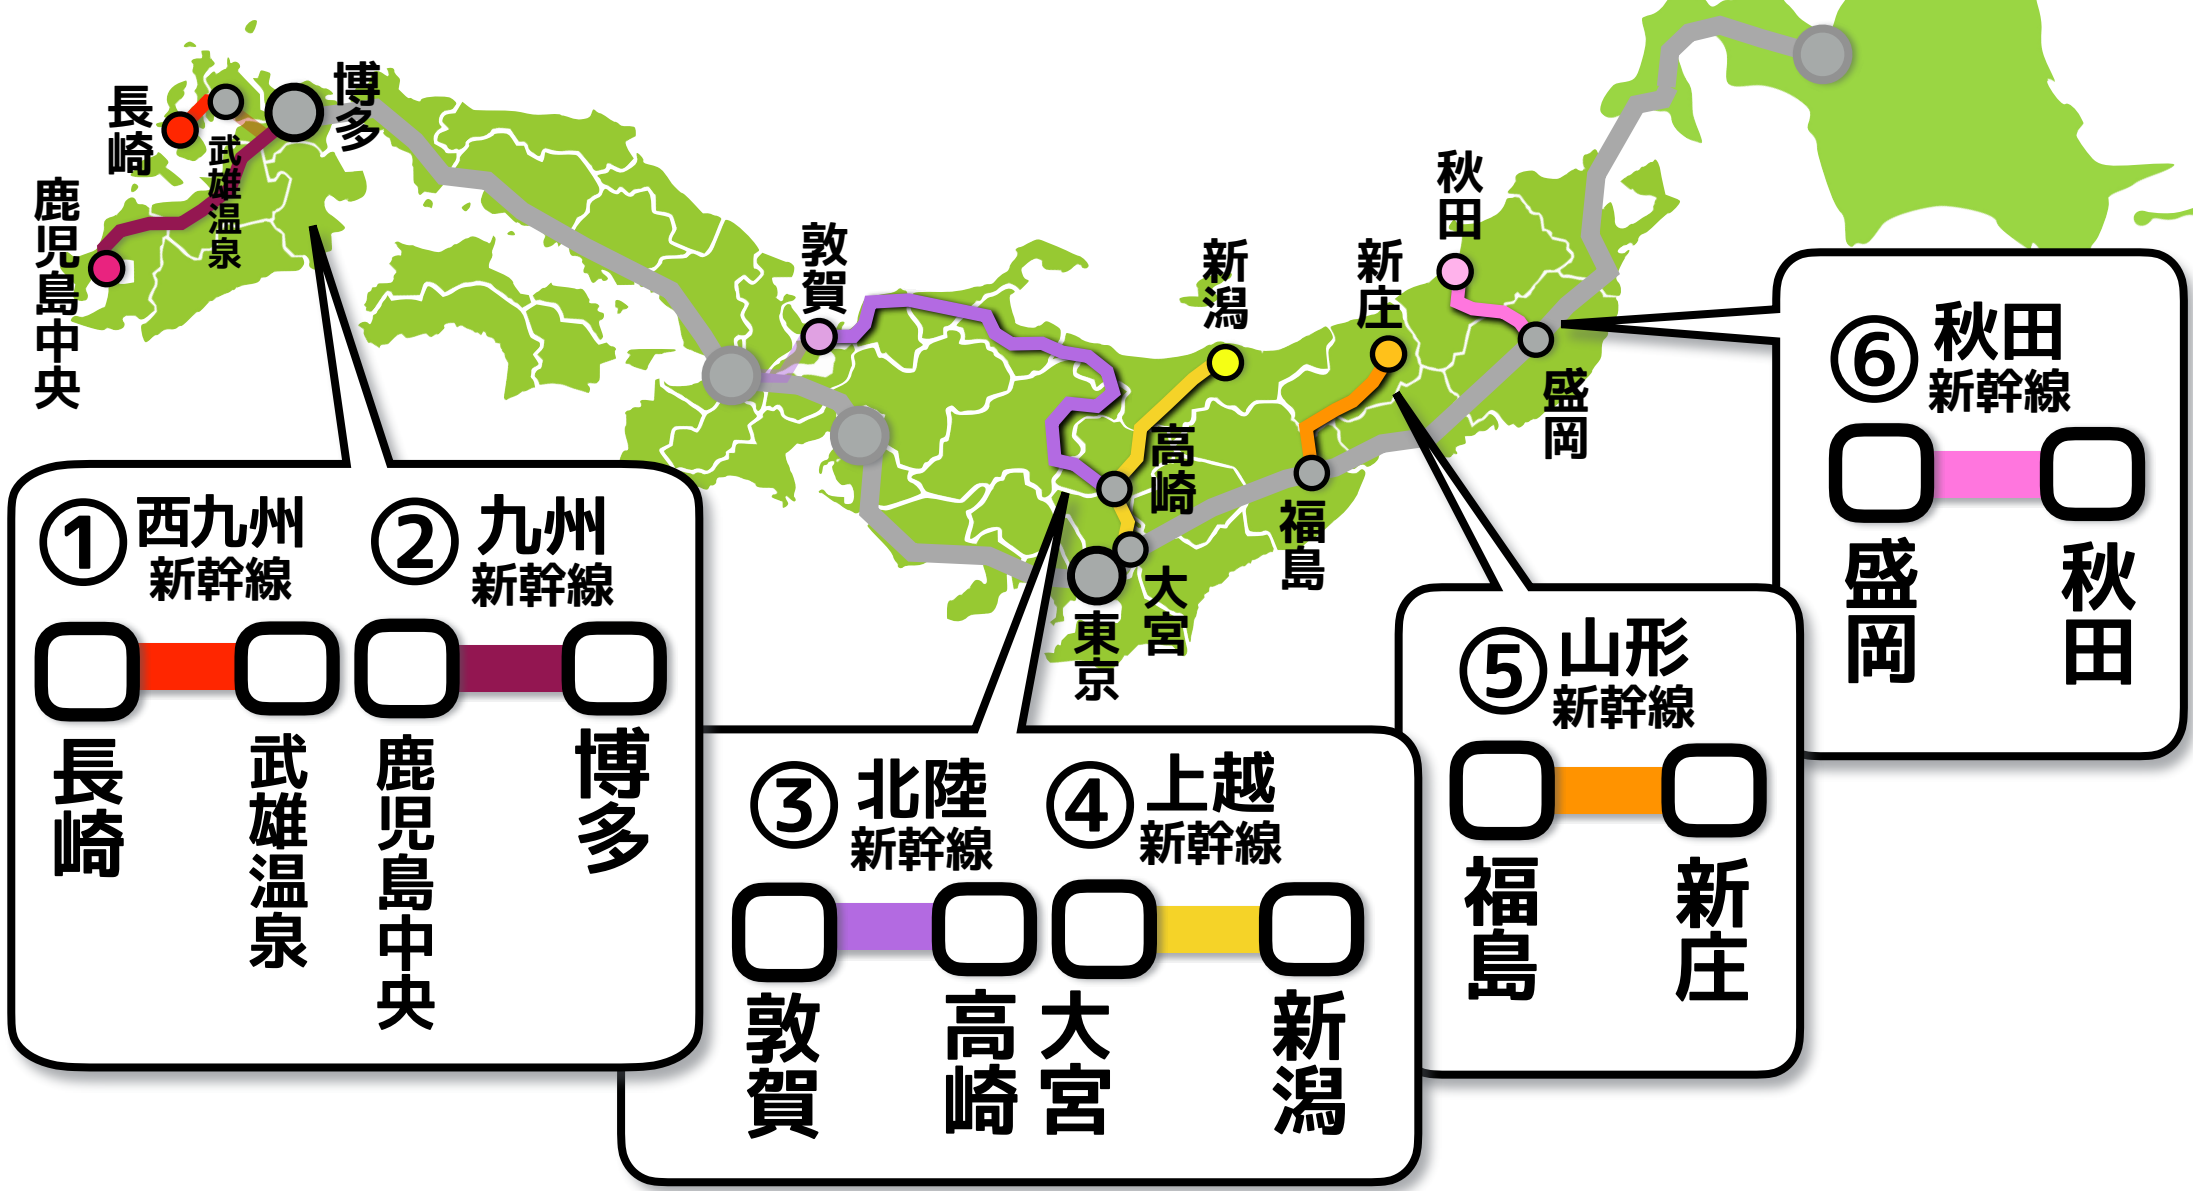 長崎
武雄温泉
博多
鹿児島中央
敦賀
新潟
高崎
大宮
東京
新庄
福島
秋田
盛岡
①西九州
新幹線
長崎
武雄温泉
②九州
新幹線
鹿児島中央
博多
③北陸
新幹線
敦賀
高崎
④上越
新幹線
大宮
新潟
⑤山形
新幹線
福島
新庄
⑥秋田
新幹線
盛岡
秋田